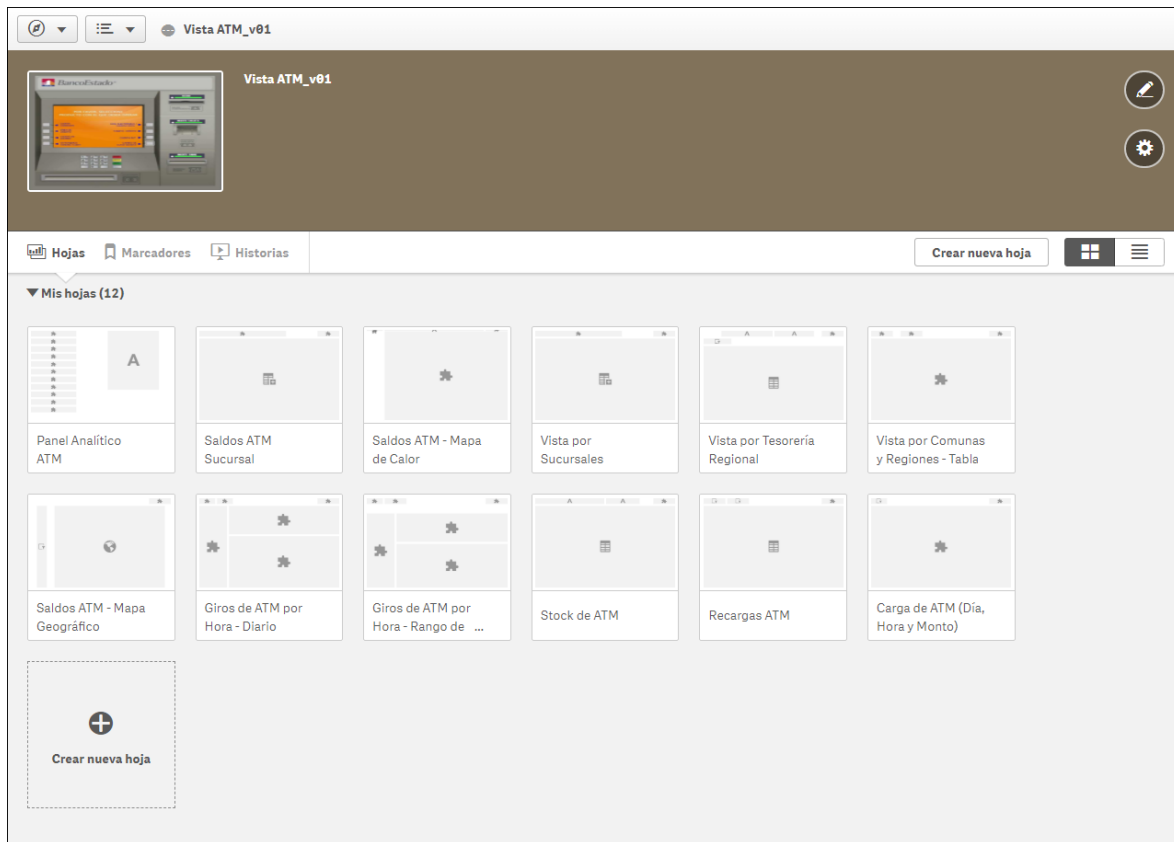 Vista ATM_v01
BancoEstado
Vista ATM_v01
Hojas
Marcadores
Historias
Crear nueva hoja
Mis hojas (12)
A
Panel Analítico
ATM
Saldos ATM
Sucursal
Saldos ATM - Mapa
de Calor
Vista por
Sucursales
Vista por Tesorería
Regional
Vista por Comunas
y Regiones - Tabla
Saldos ATM - Mapa
Geográfico
Giros de ATM por
Hora - Diario
Giros de ATM por
Hora - Rango de ...
Stock de ATM
Recargas ATM
Carga de ATM (Día,
Hora y Monto)
Crear nueva hoja